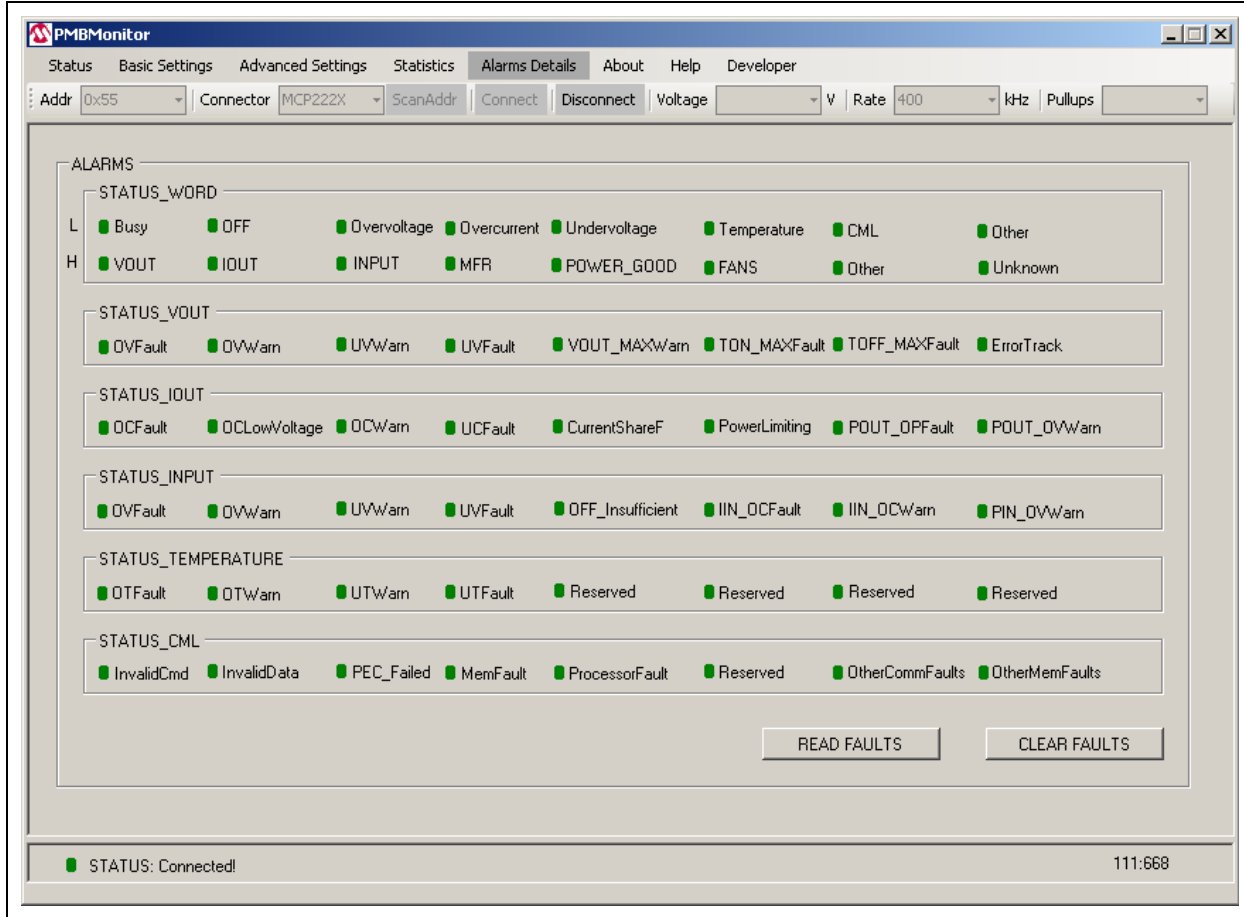 PMBMonitor
Status Basic Settings Advanced Settings Statistics Alarms Details About Help Developer
Addr 0x55 Connector MCP222X ScanAddr Connect Disconnect Voltage V Rate 400 kHz Pullups
ALARMS
STATUS_WORD
L Busy OFF Overvoltage Overcurrent Undervoltage Temperature CML Other
H VOUT IOUT INPUT MFR POWER_GOOD FANS Other Unknown
STATUS_VOUT
OVFault OVWarn UVWarn UVFault VOUT_MAXWarn TON_MAXFault TOFF_MAXFault ErrorTrack
STATUS_IOUT
OCFault OCLowVoltage OCWarn UCFault CurrentShareF PowerLimiting POUT_OPFault POUT_OVWarn
STATUS_INPUT
OVFault OVWarn UVWarn UVFault OFF_Insufficient IIN_OCFault IIN_OCWarn PIN_OVWarn
STATUS_TEMPERATURE
OTFault OTWarn UTWarn UTFault Reserved Reserved Reserved Reserved
STATUS_CML
InvalidCmd InvalidData PEC_Failed MemFault ProcessorFault Reserved OtherCommFaults OtherMemFaults
READ FAULTS CLEAR FAULTS
STATUS: Connected! 111:668